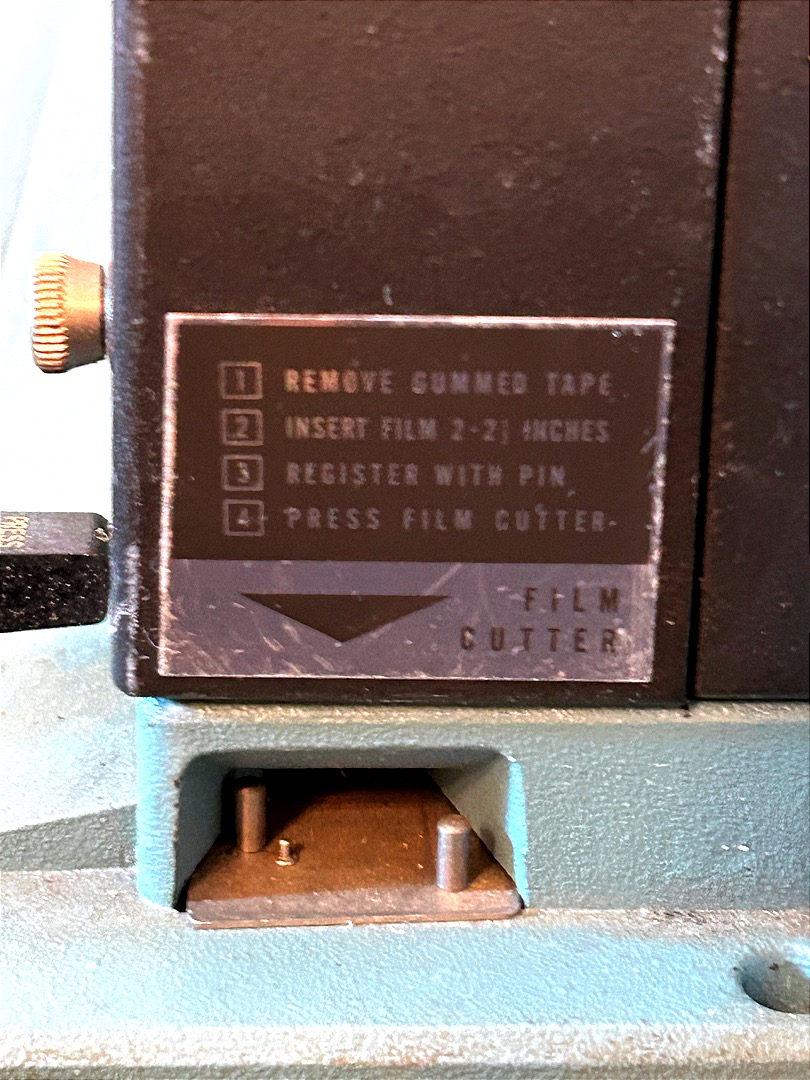 1 REMOVE GUMMED TAPE
2 INSERT FILM 2-2½ INCHES
3 REGISTER WITH PIN
4 PRESS FILM CUTTER
FILM
CUTTER
PRESS